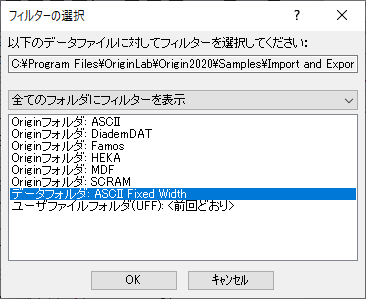 フィルターの選択
以下のデータファイルに対してフィルターを選択してください:
C:¥Program Files¥OriginLab¥Origin2020¥Samples¥Import and Expor
全てのフォルダにフィルターを表示
Originフォルダ: ASCII
Originフォルダ: DiademDAT
Originフォルダ: Famos
Originフォルダ: HEKA
Originフォルダ: MDF
Originフォルダ: SCRAM
データフォルダ: ASCII Fixed Width
ユーザファイルフォルダ(UFF): <前回どおり>
OK
キャンセル